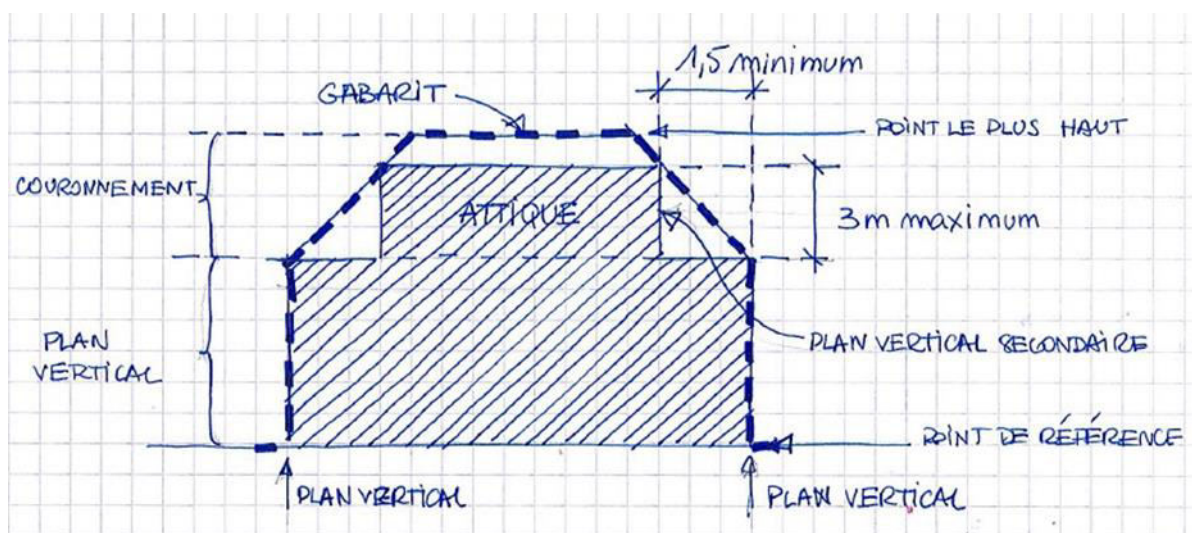 1,5 minimum
GABARIT
POINT LE PLUS HAUT
COURONNEMENT
ATTIQUE
3m maximum
PLAN
VERTICAL
PLAN VERTICAL SECONDAIRE
POINT DE RÉFÉRENCE
PLAN VERTICAL
PLAN VERTICAL